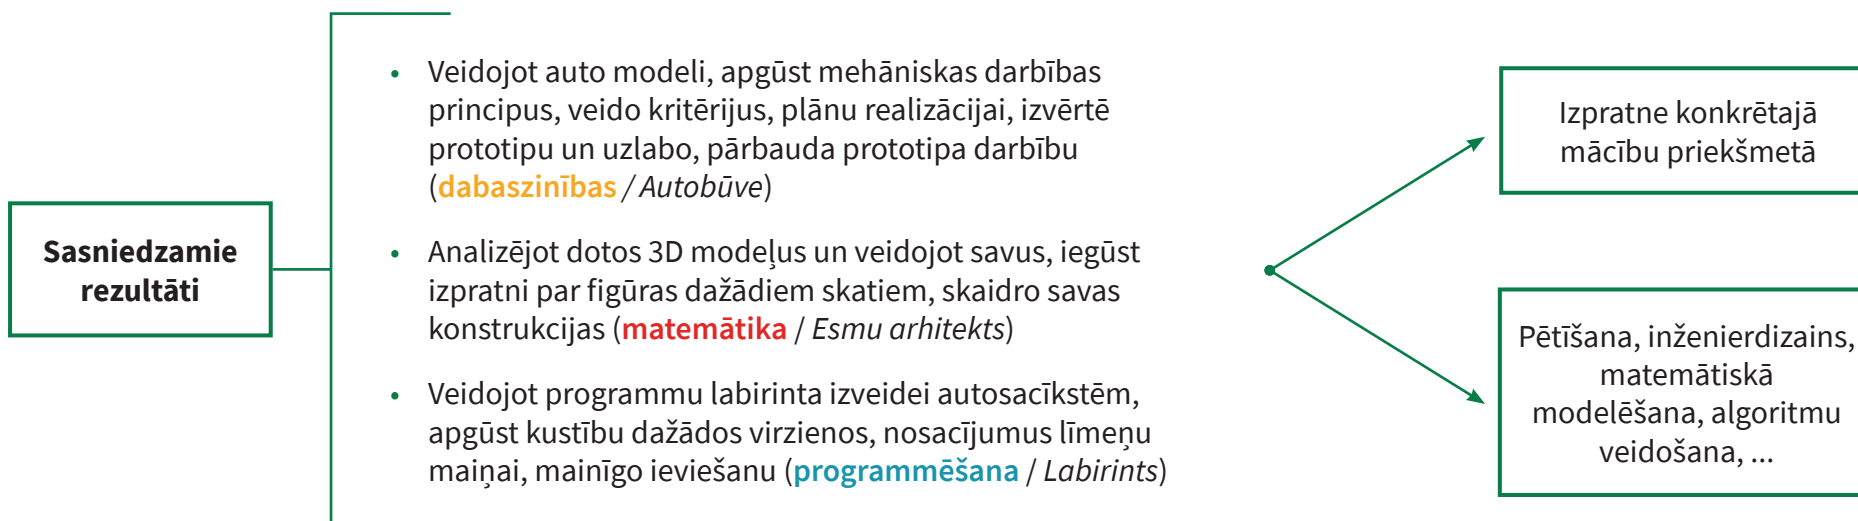 Sasniedzamie
rezultāti
• Veidojot auto modeli, apgūst mehāniskas darbības
principus, veido kritērijus, plānu realizācijai, izvērtē
prototipu un uzlabo, pārbauda prototipa darbību
(dabaszinības / Autobūve)
• Analizējot dotos 3D modeļus un veidojot savus, iegūst
izpratni par figūras dažādiem skatiem, skaidro savas
konstrukcijas (matemātika / Esmu arhitekts)
• Veidojot programmu labirinta izveidei autosacīkstēm,
apgūst kustību dažādos virzienos, nosacījumus līmeņu
maiņai, mainīgo ieviešanu (programmēšana / Labirints)
Izpratne konkrētajā
mācību priekšmetā
Pētīšana, inženierdizains,
matemātiskā
modelēšana, algoritmu
veidošana, ...